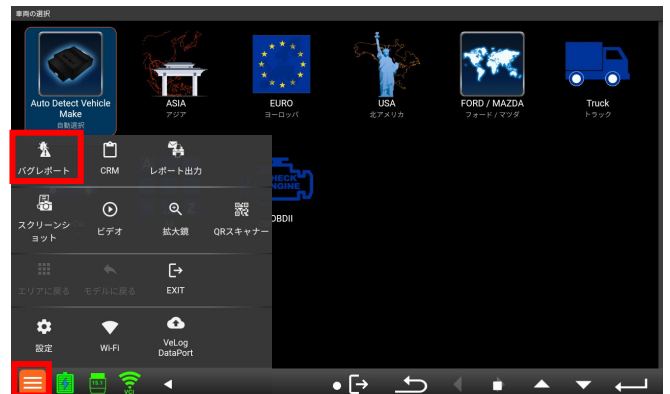 車両の選択
Auto Detect Vehicle
Make
自動選択
ASIA
アジア
EURO
ヨーロッパ
USA
北アメリカ
FORD / MAZDA
フォード / マツダ
Truck
トラック
バグレポート
CRM
レポート出力
CHECK
ENGINE
スクリーンシ
ョット
ビデオ
拡大鏡
QRスキャナー
OBDII
エリアに戻る
モデルに戻る
EXIT
設定
Wi-Fi
VeLog
DataPort
15.1
VCI